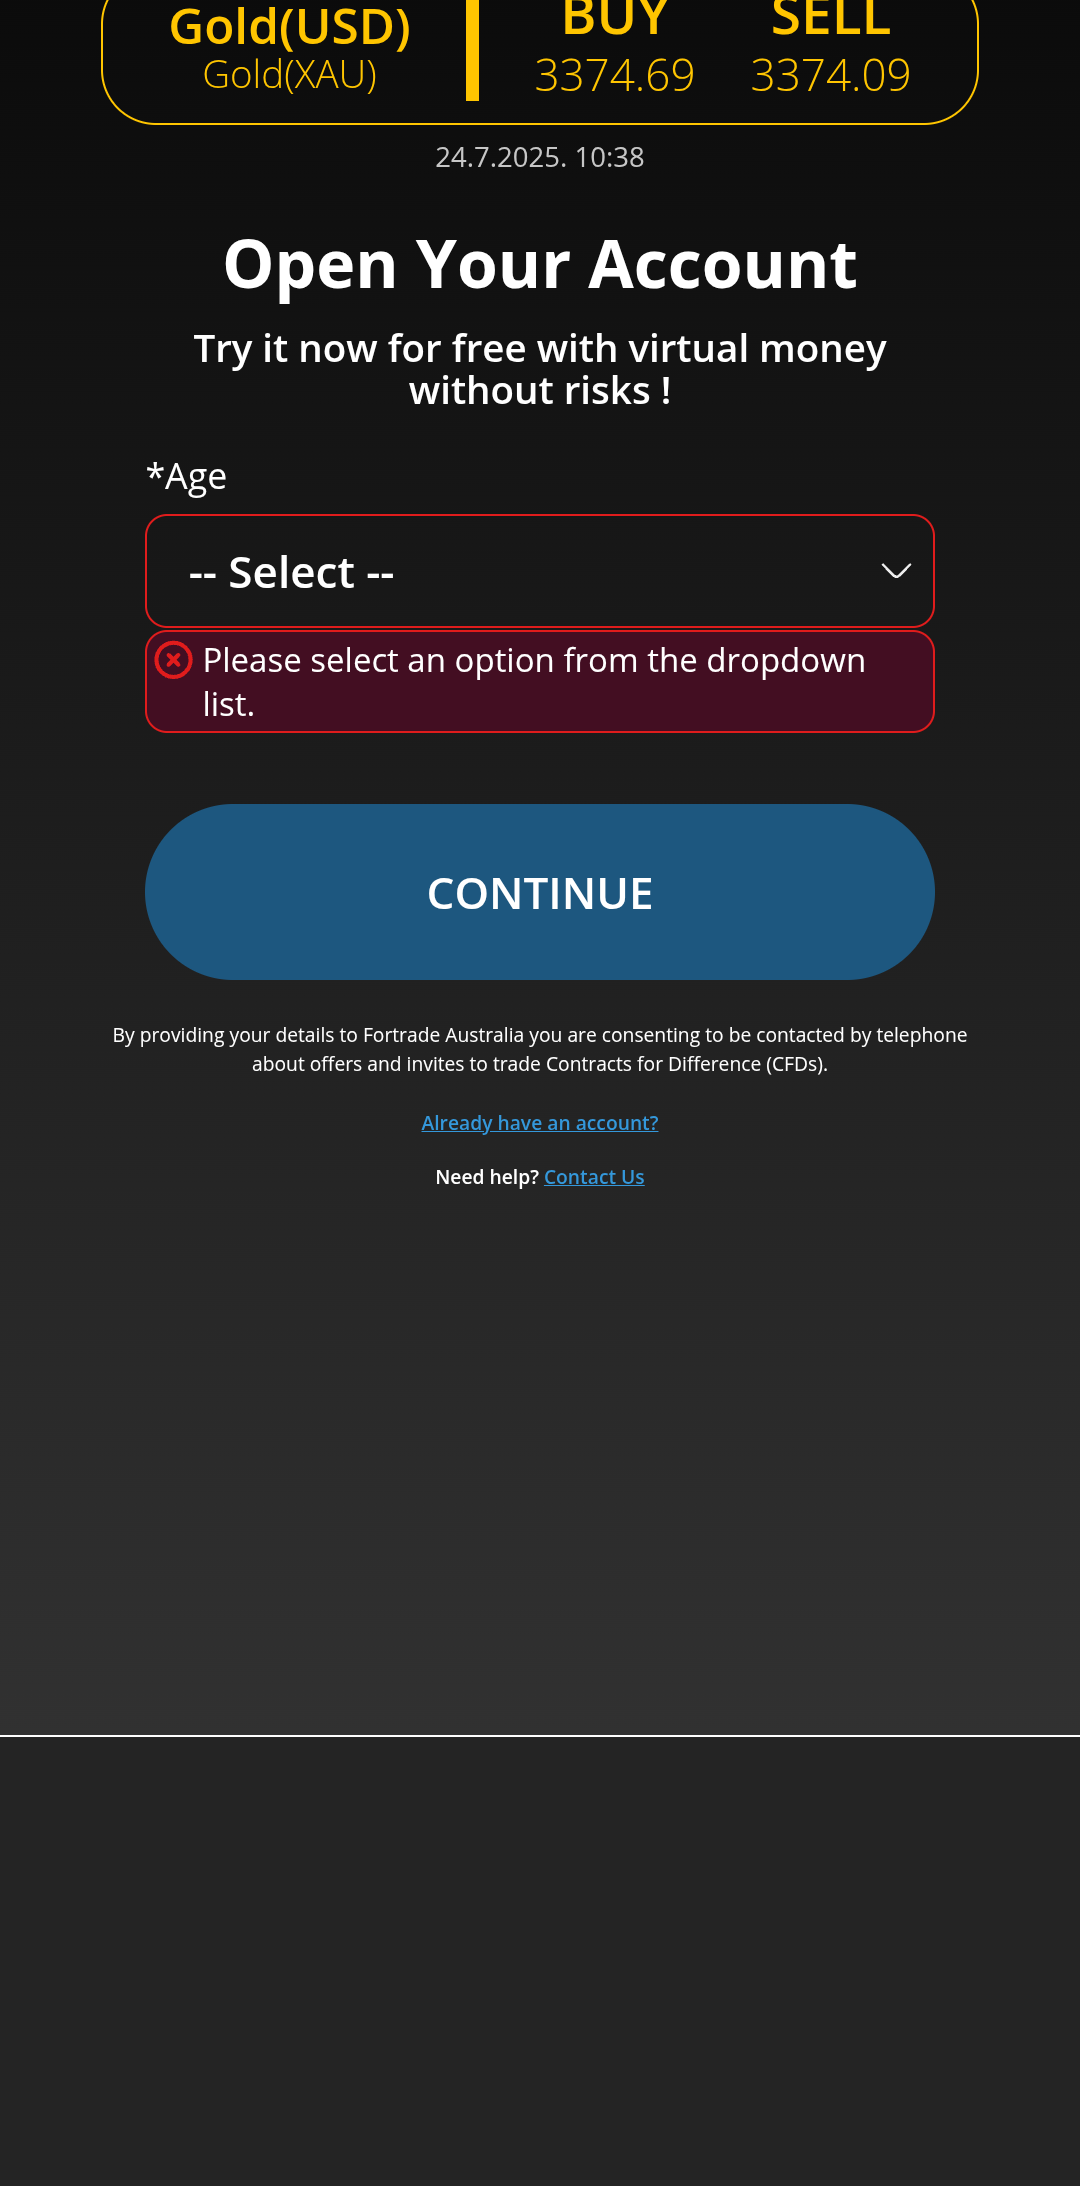 Gold(USD)
Gold(XAU)
BUY SELL
3374.69 3374.09
24.7.2025. 10:38
Open Your Account
Try it now for free with virtual money
without risks !
*Age
-- Select --
Please select an option from the dropdown
list.
CONTINUE
By providing your details to Fortrade Australia you are consenting to be contacted by telephone
about offers and invites to trade Contracts for Difference (CFDs).
Already have an account?
Need help? Contact Us